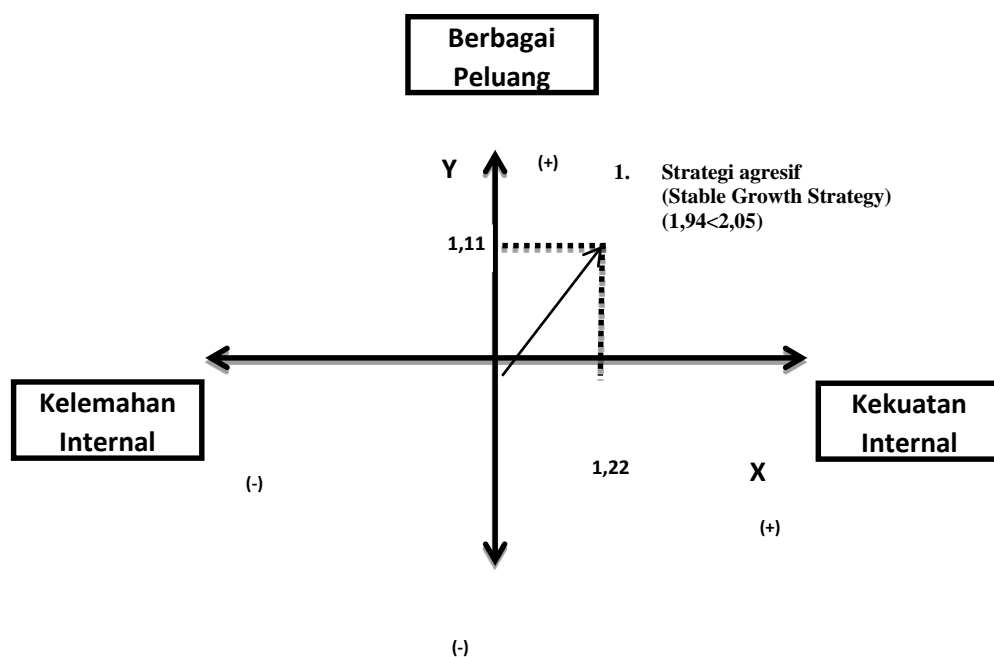 Berbagai
Peluang
Y
(+)
1. Strategi agresif
(Stable Growth Strategy)
(1,94<2,05)
1,11
Kelemahan
Internal
Kekuatan
Internal
(-)
1,22
X
(+)
(-)